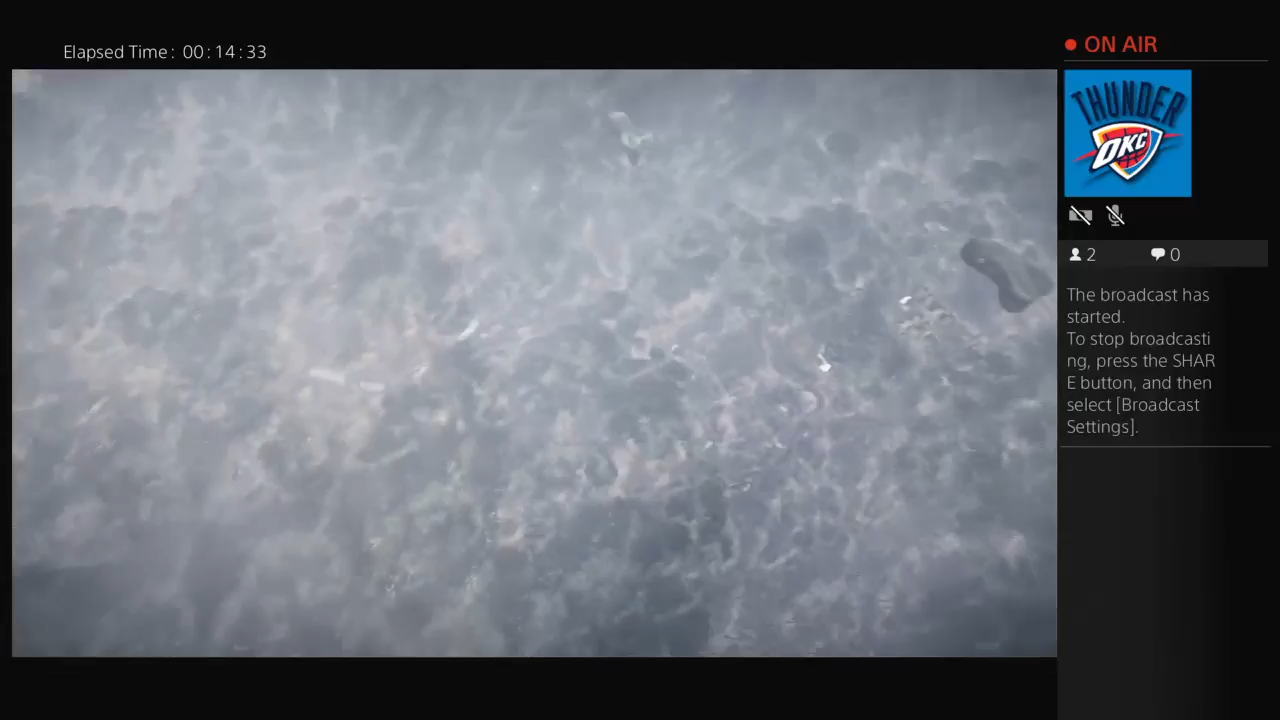 Elapsed Time: 00:14:33
ON AIR
THUNDER
OKC
2
0
The broadcast has
started.
To stop broadcasti
ng, press the SHAR
E button, and then
select [Broadcast
Settings].